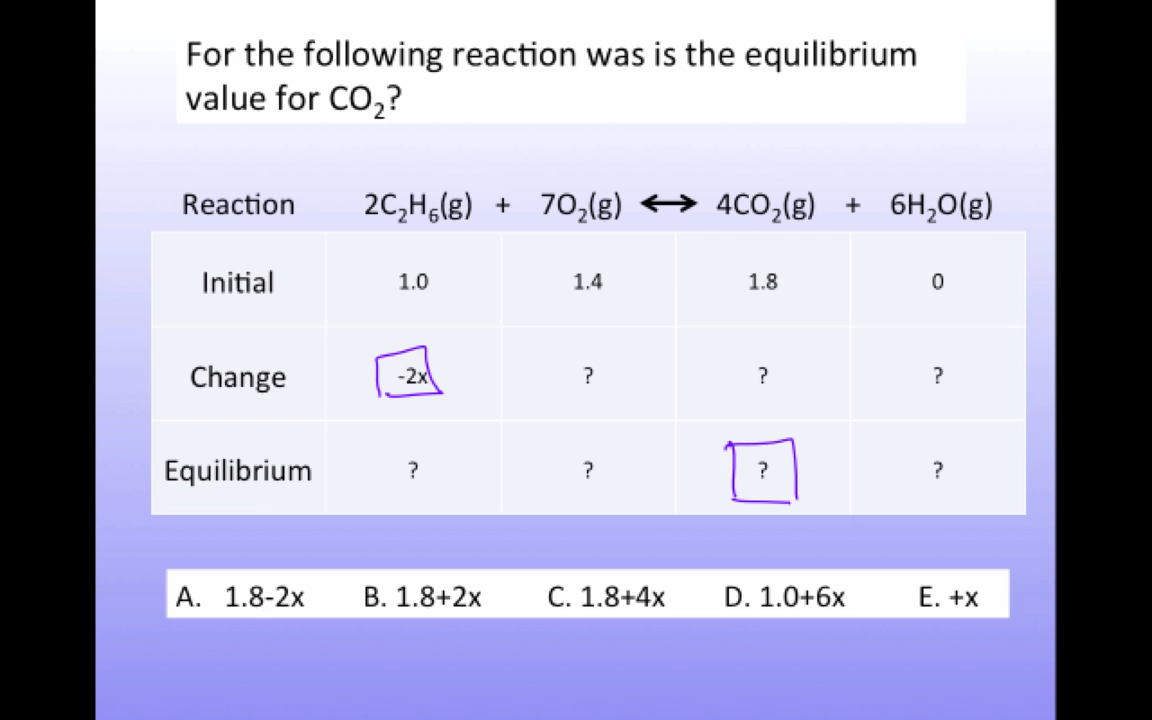 For the following reaction was is the equilibrium
value for CO₂?
Reaction 2C₂H₆(g) + 7O₂(g) ⟷ 4CO₂(g) + 6H₂O(g)
Initial 1.0 1.4 1.8 0
Change -2x ? ? ?
Equilibrium ? ? ? ?
A. 1.8-2x B. 1.8+2x C. 1.8+4x D. 1.0+6x E. +x